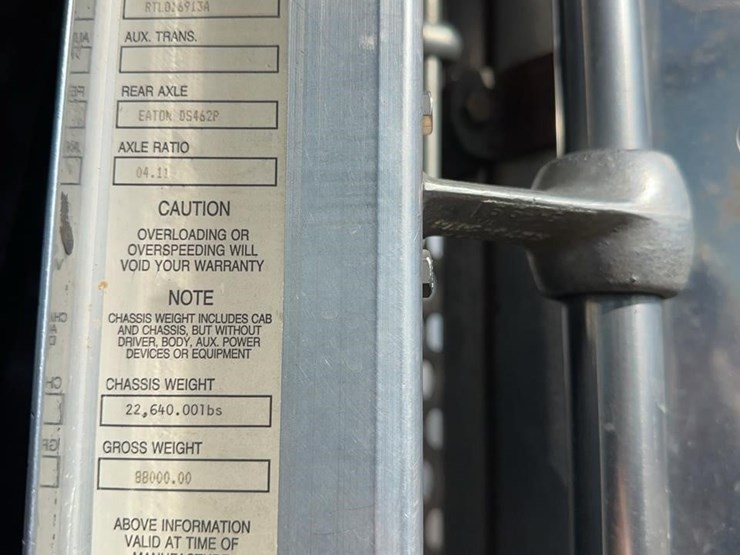 AUX. TRANS.
REAR AXLE
EATON DS462P
AXLE RATIO
04.11
CAUTION
OVERLOADING OR
OVERSPEEDING WILL
VOID YOUR WARRANTY
NOTE
CHASSIS WEIGHT INCLUDES CAB
AND CHASSIS, BUT WITHOUT
DRIVER, BODY, AUX. POWER
DEVICES OR EQUIPMENT
CHASSIS WEIGHT
22,640.00lbs
GROSS WEIGHT
88000.00
ABOVE INFORMATION
VALID AT TIME OF